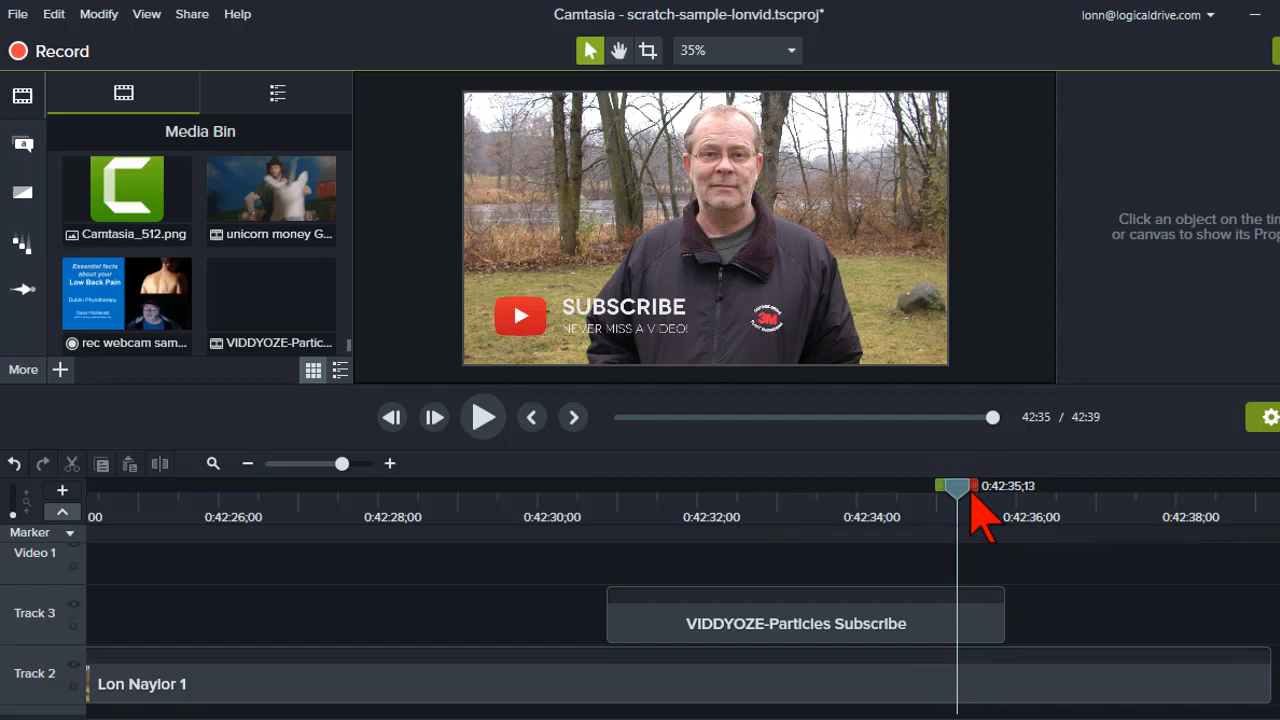 File Edit Modify View Share Help
Camtasia - scratch-sample-lonvid.tscproj*
lonn@logicaldrive.com
Record
35%
Media Bin
Camtasia_512.png
unicorn money G...
Essential facts
about your
Low Back Pain
Dublin Physiotherapy
rec webcam sam...
VIDDYOZE-Partic...
More
SUBSCRIBE
NEVER MISS A VIDEO!
3M
Click an object on the tim
or canvas to show its Prop
42:35 / 42:39
0:42:35;13
00 0:42:26;00 0:42:28;00 0:42:30;00 0:42:32;00 0:42:34;00 0:42:36;00 0:42:38;00
Marker
Video 1
Track 3
VIDDYOZE-Particles Subscribe
Track 2
Lon Naylor 1